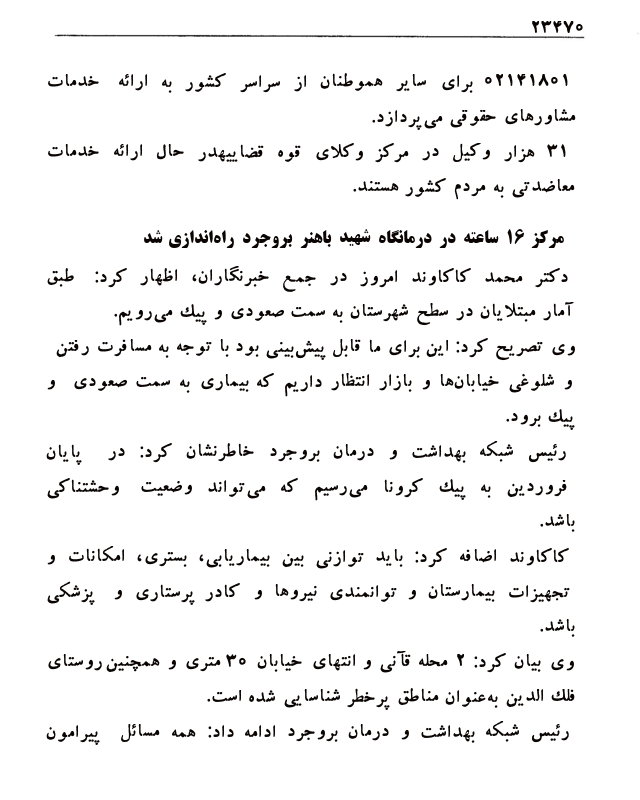 ۲۳۴۷۰
۰۲۱۴۱۸۰۱ برای سایر هموطنان از سراسر کشور به ارائه خدمات
مشاورهای حقوقی می‌پردازد.
۳۱ هزار وکیل در مرکز وکلای قوه قضاییهدر حال ارائه خدمات
معاضدتی به مردم کشور هستند.
مرکز ۱۶ ساعته در درمانگاه شهید باهنر بروجرد راه‌اندازی شد
دکتر محمد کاکاوند امروز در جمع خبرنگاران، اظهار کرد: طبق
آمار مبتلایان در سطح شهرستان به سمت صعودی و پیك می‌رویم.
وی تصریح کرد: این برای ما قابل پیش‌بینی بود با توجه به مسافرت رفتن
و شلوغی خیابان‌ها و بازار انتظار داریم که بیماری به سمت صعودی و
پیك برود.
رئیس شبکه بهداشت و درمان بروجرد خاطرنشان کرد: در پایان
فروردین به پیك کرونا می‌رسیم که می‌تواند وضعیت وحشتناکی
باشد.
کاکاوند اضافه کرد: باید توازنی بین بیماریابی، بستری، امکانات و
تجهیزات بیمارستان و توانمندی نیروها و کادر پرستاری و پزشکی
باشد.
وی بیان کرد: ۲ محله قآنی و انتهای خیابان ۳۰ متری و همچنین روستای
فلك الدین به‌عنوان مناطق پرخطر شناسایی شده است.
رئیس شبکه بهداشت و درمان بروجرد ادامه داد: همه مسائل پیرامون